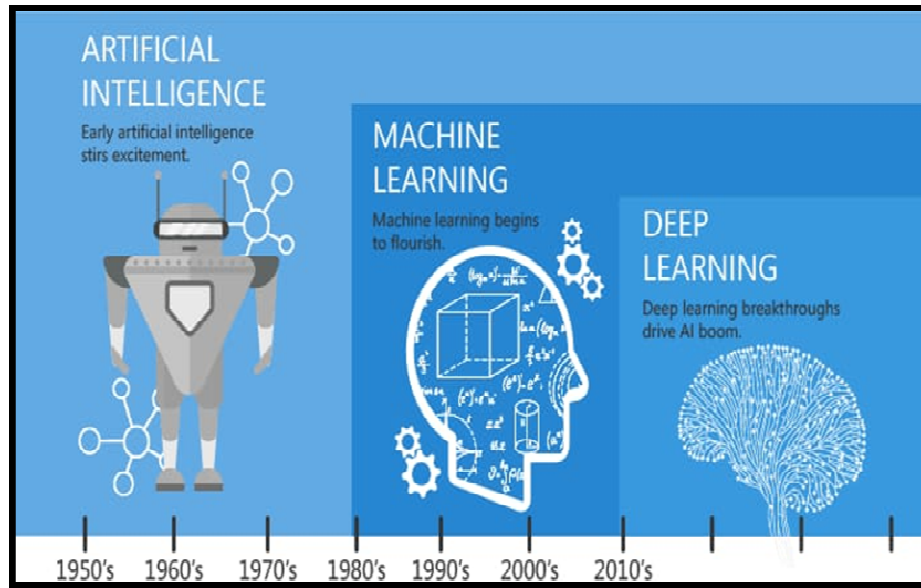 ARTIFICIAL
INTELLIGENCE
Early artificial intelligence
stirs excitement.
MACHINE
LEARNING
Machine learning begins
to flourish.
DEEP
LEARNING
Deep learning breakthroughs
drive AI boom.
1950's 1960's 1970's 1980's 1990's 2000's 2010's